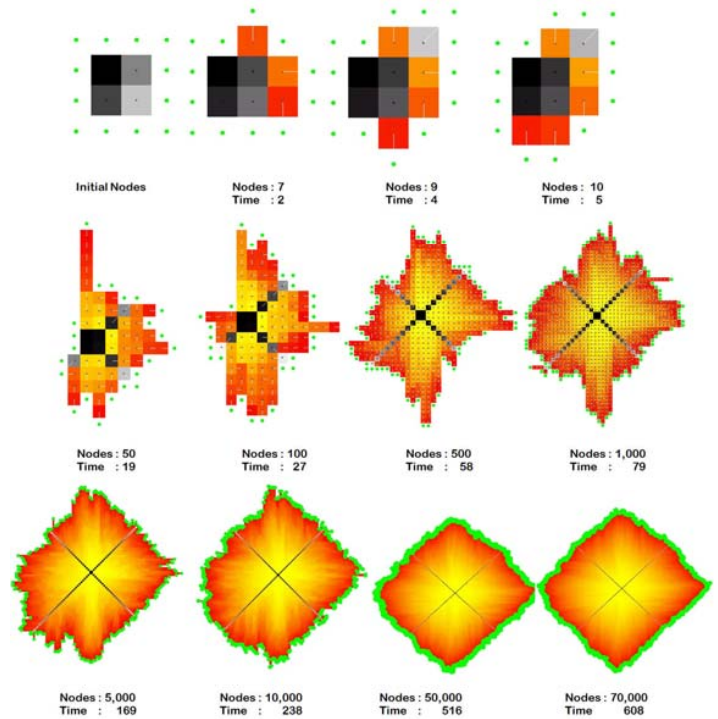 Initial Nodes
Nodes : 7
Time : 2
Nodes : 9
Time : 4
Nodes : 10
Time : 5
Nodes : 50
Time : 19
Nodes : 100
Time : 27
Nodes : 500
Time : 58
Nodes : 1,000
Time : 79
Nodes : 5,000
Time : 169
Nodes : 10,000
Time : 238
Nodes : 50,000
Time : 516
Nodes : 70,000
Time : 608